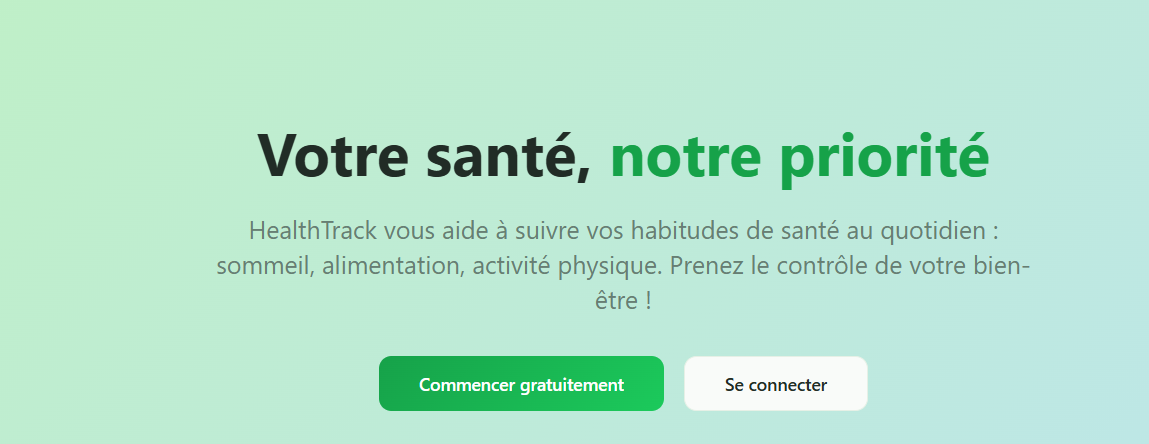 Votre santé, notre priorité
HealthTrack vous aide à suivre vos habitudes de santé au quotidien :
sommeil, alimentation, activité physique. Prenez le contrôle de votre bien-
être !
Commencer gratuitement
Se connecter